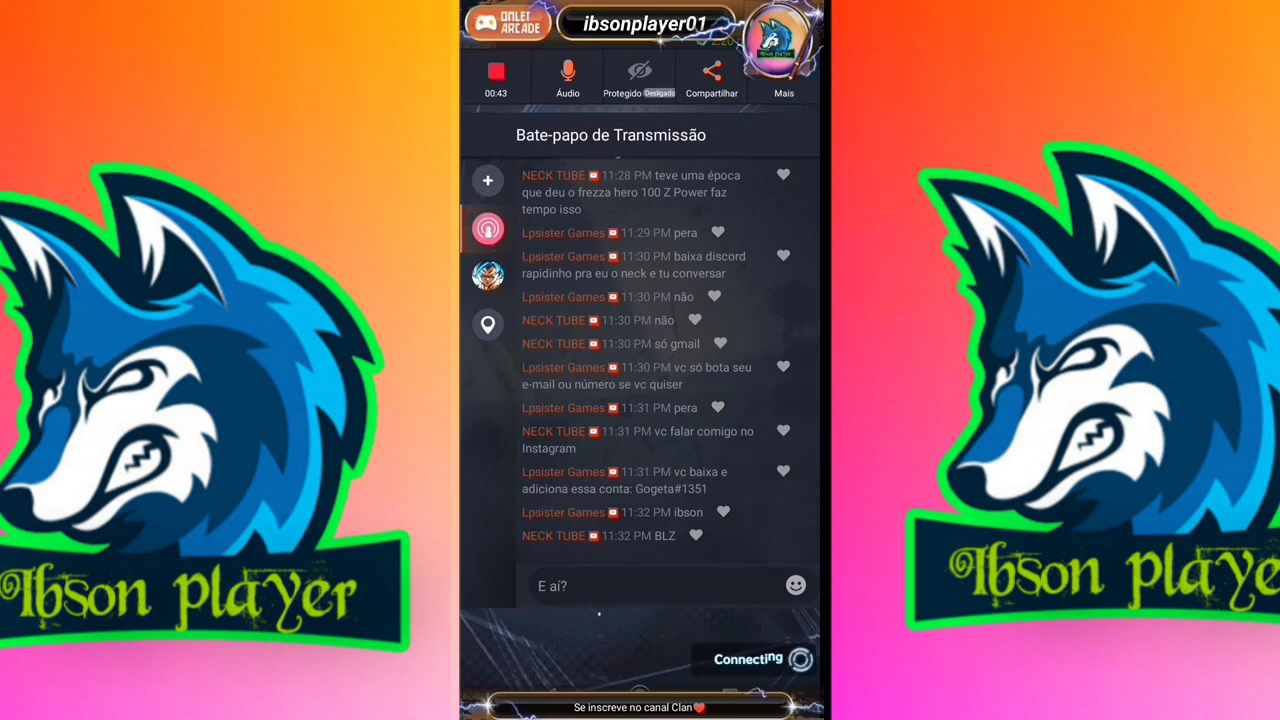 OMLET
ARCADE
ibsonplayer01
00:43
Áudio
Protegido Desligado
Compartilhar
Mais
Bate-papo de Transmissão
NECK TUBE 11:28 PM teve uma época
que deu o frezza hero 100 Z Power faz
tempo isso
Lpsister Games 11:29 PM pera
Lpsister Games 11:30 PM baixa discord
rapidinho pra eu o neck e tu conversar
Lpsister Games 11:30 PM não
NECK TUBE 11:30 PM não
NECK TUBE 11:30 PM só gmail
Lpsister Games 11:30 PM vc só bota seu
e-mail ou número se vc quiser
Lpsister Games 11:31 PM pera
NECK TUBE 11:31 PM vc falar comigo no
Instagram
Lpsister Games 11:31 PM vc baixa e
adiciona essa conta: Gogeta#1351
Lpsister Games 11:32 PM ibson
NECK TUBE 11:32 PM BLZ
E aí?
Connecting
Se inscreve no canal Clan❤️
Ibson player
Ibson playe